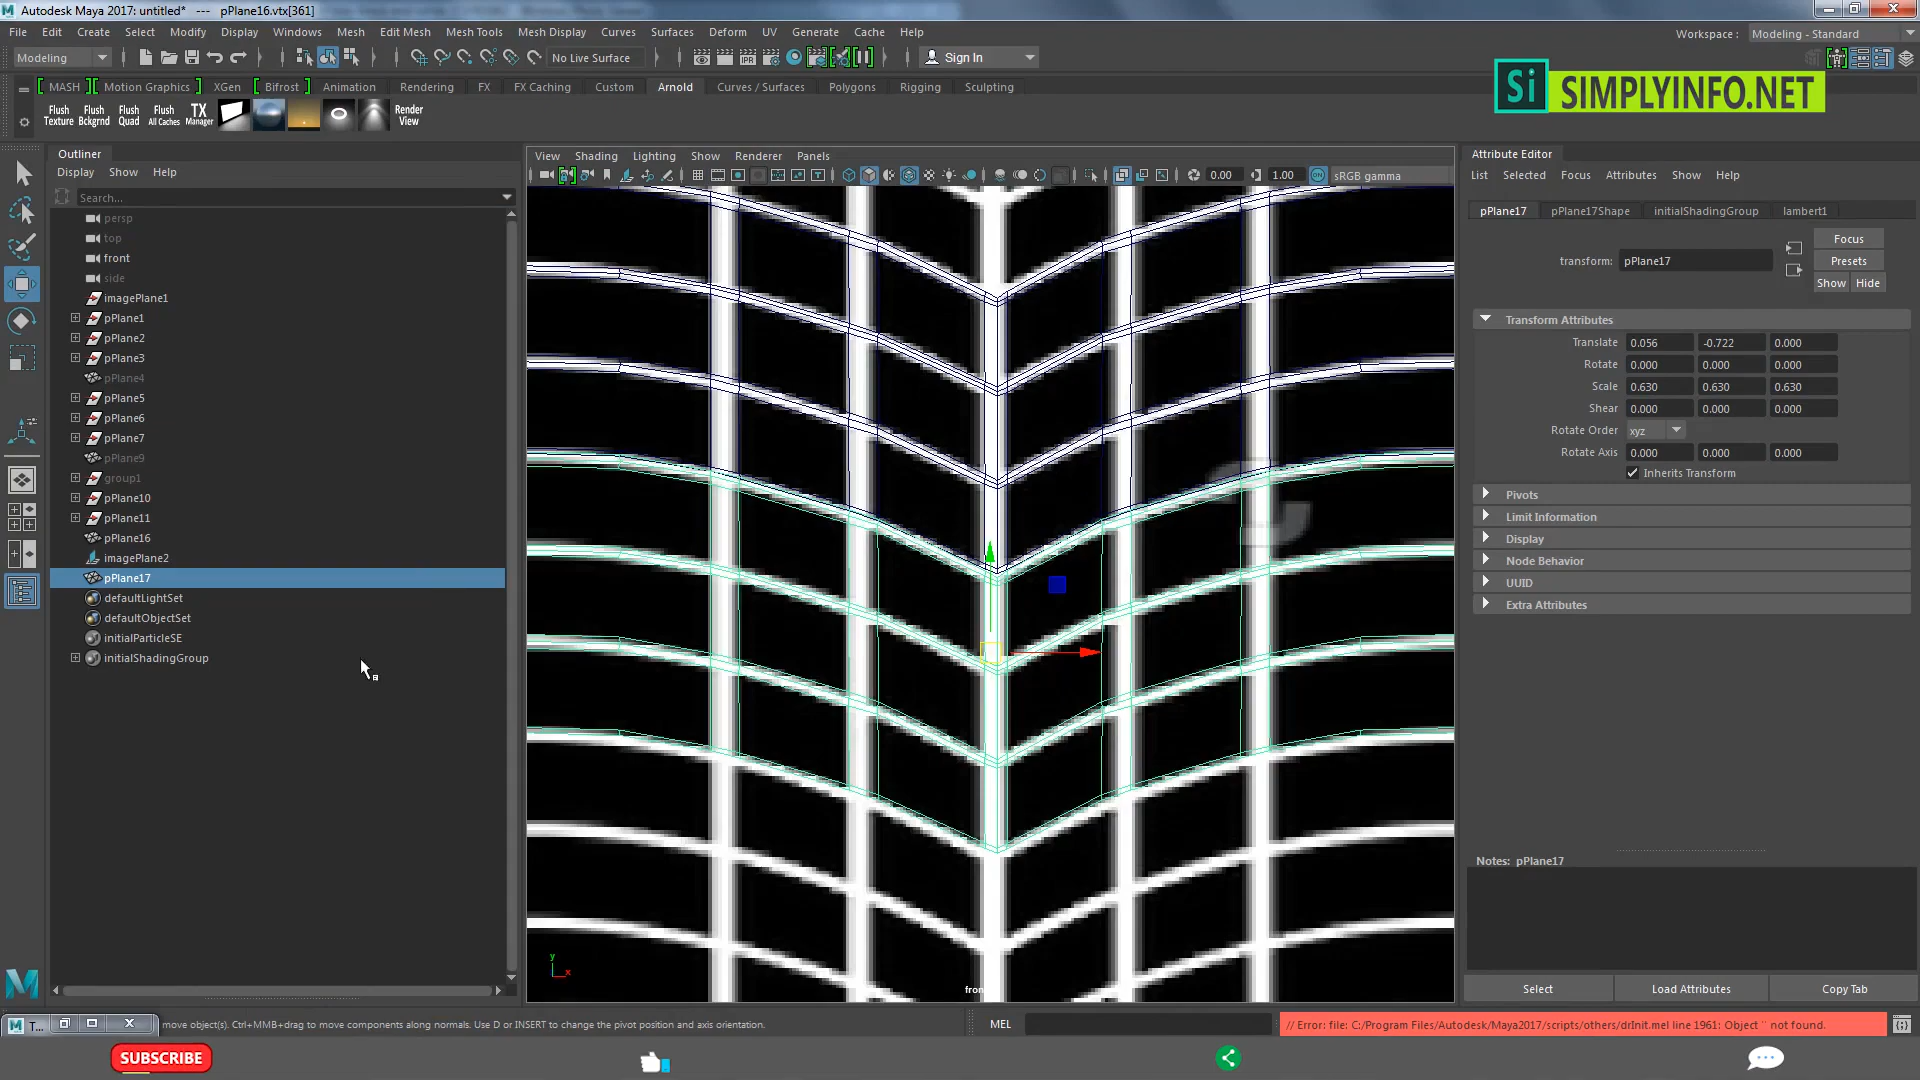 Autodesk Maya 2017: untitled* --- pPlane16.vtx[361]
File Edit Create Select Modify Display Windows Mesh Edit Mesh Mesh Tools Mesh Display Curves Surfaces Deform UV Generate Cache Help
Workspace : Modeling - Standard
Modeling
No Live Surface
Sign In
MASH Motion Graphics XGen Bifrost Animation Rendering FX FX Caching Custom Arnold Curves / Surfaces Polygons Rigging Sculpting
Si SIMPLYINFO.NET
Flush Texture
Flush Bckgrnd
Flush Quad
Flush All Caches
TX Manager
Render View
Outliner
Display Show Help
Search...
persp
top
front
side
imagePlane1
pPlane1
pPlane2
pPlane3
pPlane4
pPlane5
pPlane6
pPlane7
pPlane9
group1
pPlane10
pPlane11
pPlane16
imagePlane2
pPlane17
defaultLightSet
defaultObjectSet
initialParticleSE
initialShadingGroup
View Shading Lighting Show Renderer Panels
0.00 1.00 sRGB gamma
y
x
fron
Attribute Editor
List Selected Focus Attributes Show Help
pPlane17 pPlane17Shape initialShadingGroup lambert1
transform: pPlane17
Focus
Presets
Show Hide
Transform Attributes
Translate 0.056 -0.722 0.000
Rotate 0.000 0.000 0.000
Scale 0.630 0.630 0.630
Shear 0.000 0.000 0.000
Rotate Order xyz
Rotate Axis 0.000 0.000 0.000
Inherits Transform
Pivots
Limit Information
Display
Node Behavior
UUID
Extra Attributes
Notes: pPlane17
Select Load Attributes Copy Tab
T... move object(s). Ctrl+MMB+drag to move components along normals. Use D or INSERT to change the pivot position and axis orientation.
MEL
// Error: file: C:/Program Files/Autodesk/Maya2017/scripts/others/drInit.mel line 1961: Object '' not found.
SUBSCRIBE